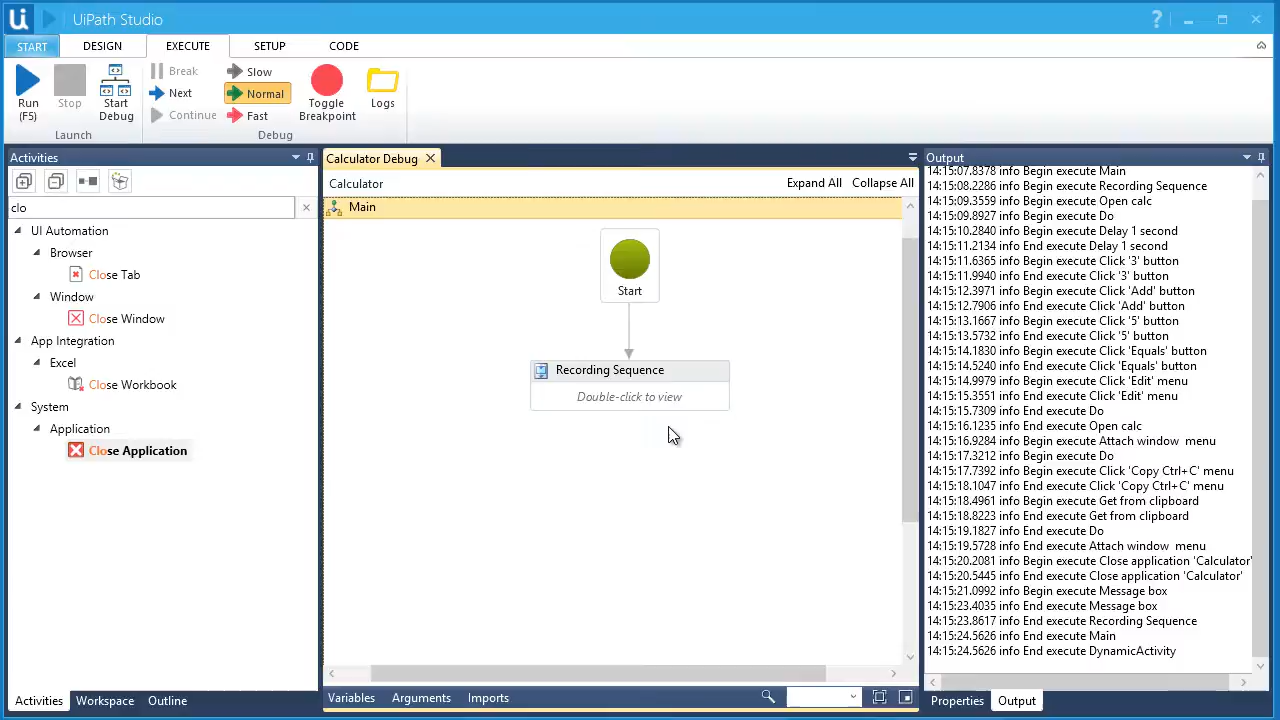 Ui
UiPath Studio
?
START
DESIGN
EXECUTE
SETUP
CODE
Run
(F5)
Stop
Start
Debug
Launch
Break
Next
Continue
Slow
Normal
Fast
Toggle
Breakpoint
Logs
Debug
Activities
clo
UI Automation
Browser
Close Tab
Window
Close Window
App Integration
Excel
Close Workbook
System
Application
Close Application
Activities
Workspace
Outline
Calculator Debug
Calculator
Expand All
Collapse All
Main
Start
Recording Sequence
Double-click to view
Variables
Arguments
Imports
Output
14:15:07.8378 info Begin execute Main
14:15:08.2286 info Begin execute Recording Sequence
14:15:09.3559 info Begin execute Open calc
14:15:09.8927 info Begin execute Do
14:15:10.2840 info Begin execute Delay 1 second
14:15:11.2134 info End execute Delay 1 second
14:15:11.6365 info Begin execute Click '3' button
14:15:11.9940 info End execute Click '3' button
14:15:12.3971 info Begin execute Click 'Add' button
14:15:12.7906 info End execute Click 'Add' button
14:15:13.1667 info Begin execute Click '5' button
14:15:13.5732 info End execute Click '5' button
14:15:14.1830 info Begin execute Click 'Equals' button
14:15:14.5240 info End execute Click 'Equals' button
14:15:14.9979 info Begin execute Click 'Edit' menu
14:15:15.3551 info End execute Click 'Edit' menu
14:15:15.7309 info End execute Do
14:15:16.1235 info End execute Open calc
14:15:16.9284 info Begin execute Attach window  menu
14:15:17.3212 info Begin execute Do
14:15:17.7392 info Begin execute Click 'Copy Ctrl+C' menu
14:15:18.1047 info End execute Click 'Copy Ctrl+C' menu
14:15:18.4961 info Begin execute Get from clipboard
14:15:18.8223 info End execute Get from clipboard
14:15:19.1827 info End execute Do
14:15:19.5728 info End execute Attach window  menu
14:15:20.2081 info Begin execute Close application 'Calculator'
14:15:20.5445 info End execute Close application 'Calculator'
14:15:21.0992 info Begin execute Message box
14:15:23.4035 info End execute Message box
14:15:23.8617 info End execute Recording Sequence
14:15:24.5626 info End execute Main
14:15:24.5626 info End execute DynamicActivity
Properties
Output